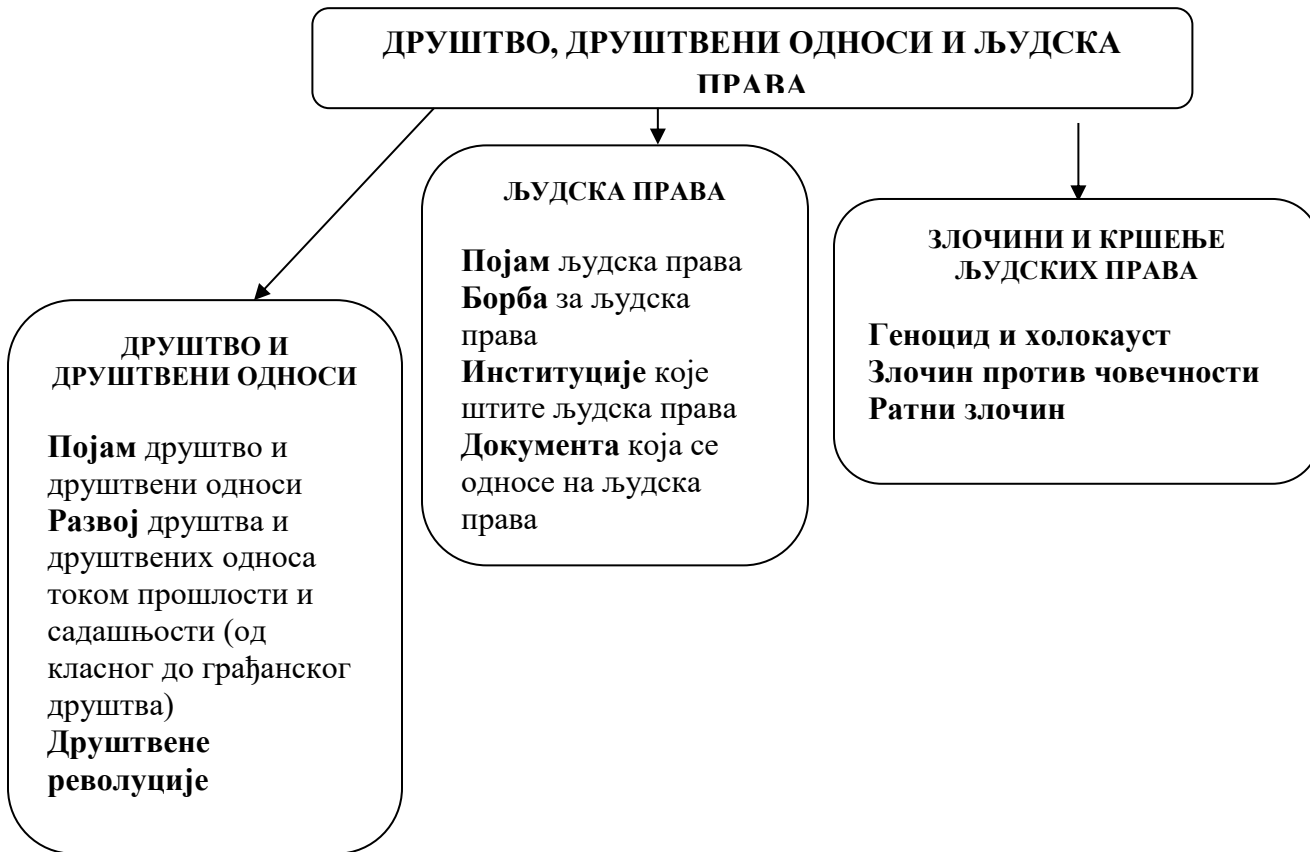 ДРУШТВО, ДРУШТВЕНИ ОДНОСИ И ЉУДСКА
ПРАВА
ДРУШТВО И
ДРУШТВЕНИ ОДНОСИ
Појам друштво и
друштвени односи
Развој друштва и
друштвених односа
током прошлости и
садашњости (од
класног до грађанског
друштва)
Друштвене
револуције
ЉУДСКА ПРАВА
Појам људска права
Борба за људска
права
Институције које
штите људска права
Документа која се
односе на људска
права
ЗЛОЧИНИ И КРШЕЊЕ
ЉУДСКИХ ПРАВА
Геноцид и холокауст
Злочин против човечности
Ратни злочин